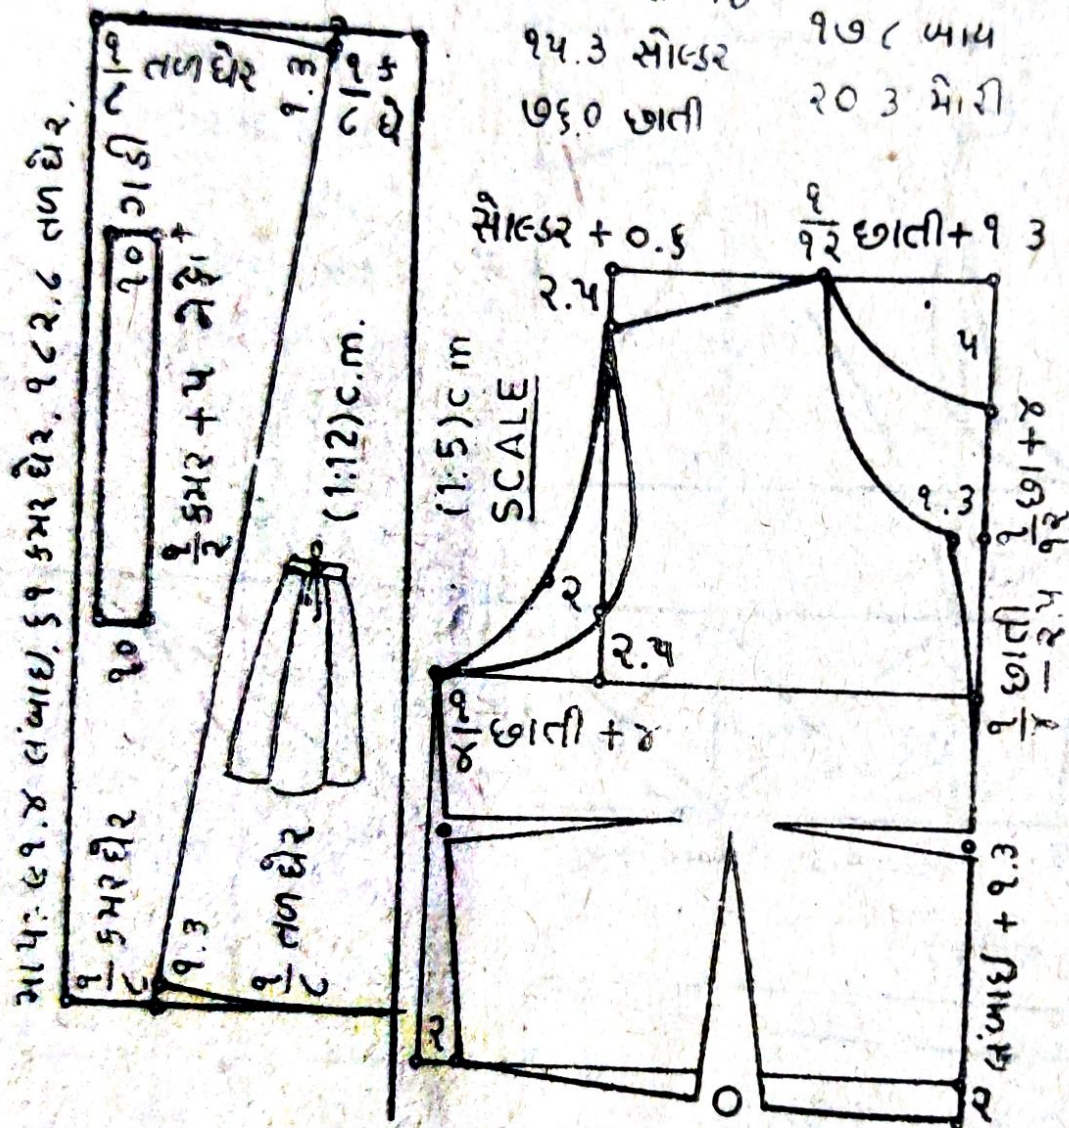 ૧૫.૩ સોલ્ડર
૧૭૮ બાય
૭૬.૦ છાતી
૨૦ ૩ મોરી
માપ:- ૯૧.૪ લંબાઇ. ૬૧ કમર ઘેર. ૧૮૨.૮ તળ ઘેર.
૧/૮ તળઘેર ૧.૩
૧/૮ ક ઘે
૧૦ ગડી
૧/૨ કમર + ૫ નેફે +
૧૦
(1:12) c.m.
૧/૮ કમરઘેર
૧.૩
૧/૮ તળ ઘેર
(1:5) c m
SCALE
સોલ્ડર + ૦.૬
૧/૧૨ છાતી + ૧ ૩
૨.૫
૫
૧/૧૨ છાતી + ૪
૧.૩
૨
૨.૫
૧/૪ છાતી + ૪
૧/૪ છાતી – ૨.૫
લંબાઈ + ૧.૩
૨
૨